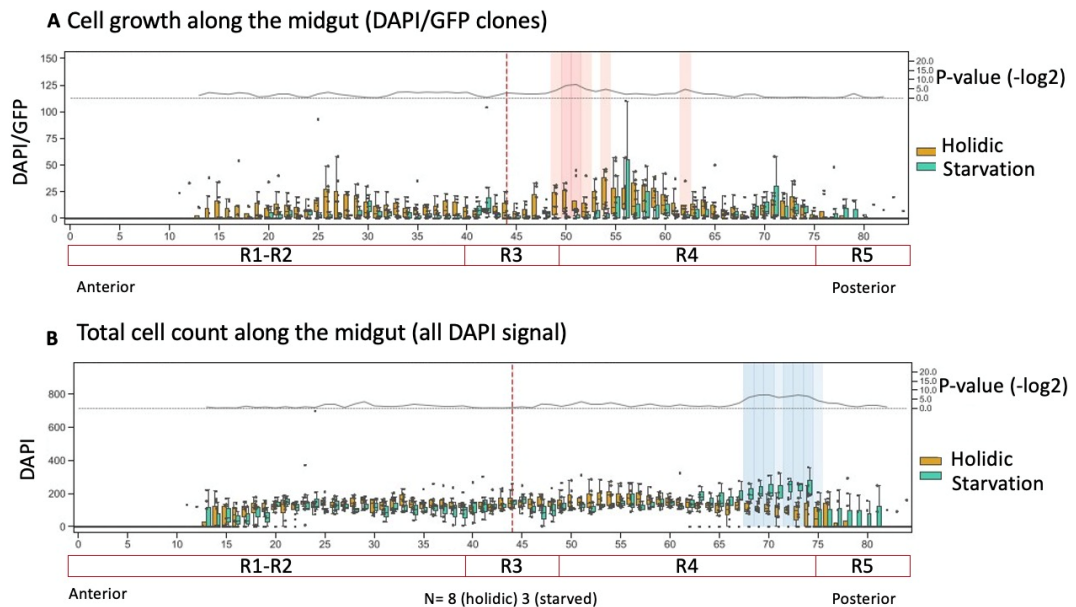 A Cell growth along the midgut (DAPI/GFP clones)
150
125
100
75
50
25
0
DAPI/GFP
20.0
15.0
10.0
5.0
0.0
P-value (-log2)
Holidic
Starvation
0 5 10 15 20 25 30 35 40 45 50 55 60 65 70 75 80
R1-R2 R3 R4 R5
Anterior Posterior
B Total cell count along the midgut (all DAPI signal)
800
600
400
200
0
DAPI
20.0
15.0
10.0
5.0
0.0
P-value (-log2)
Holidic
Starvation
0 5 10 15 20 25 30 35 40 45 50 55 60 65 70 75 80
R1-R2 R3 R4 R5
Anterior N= 8 (holidic) 3 (starved) Posterior